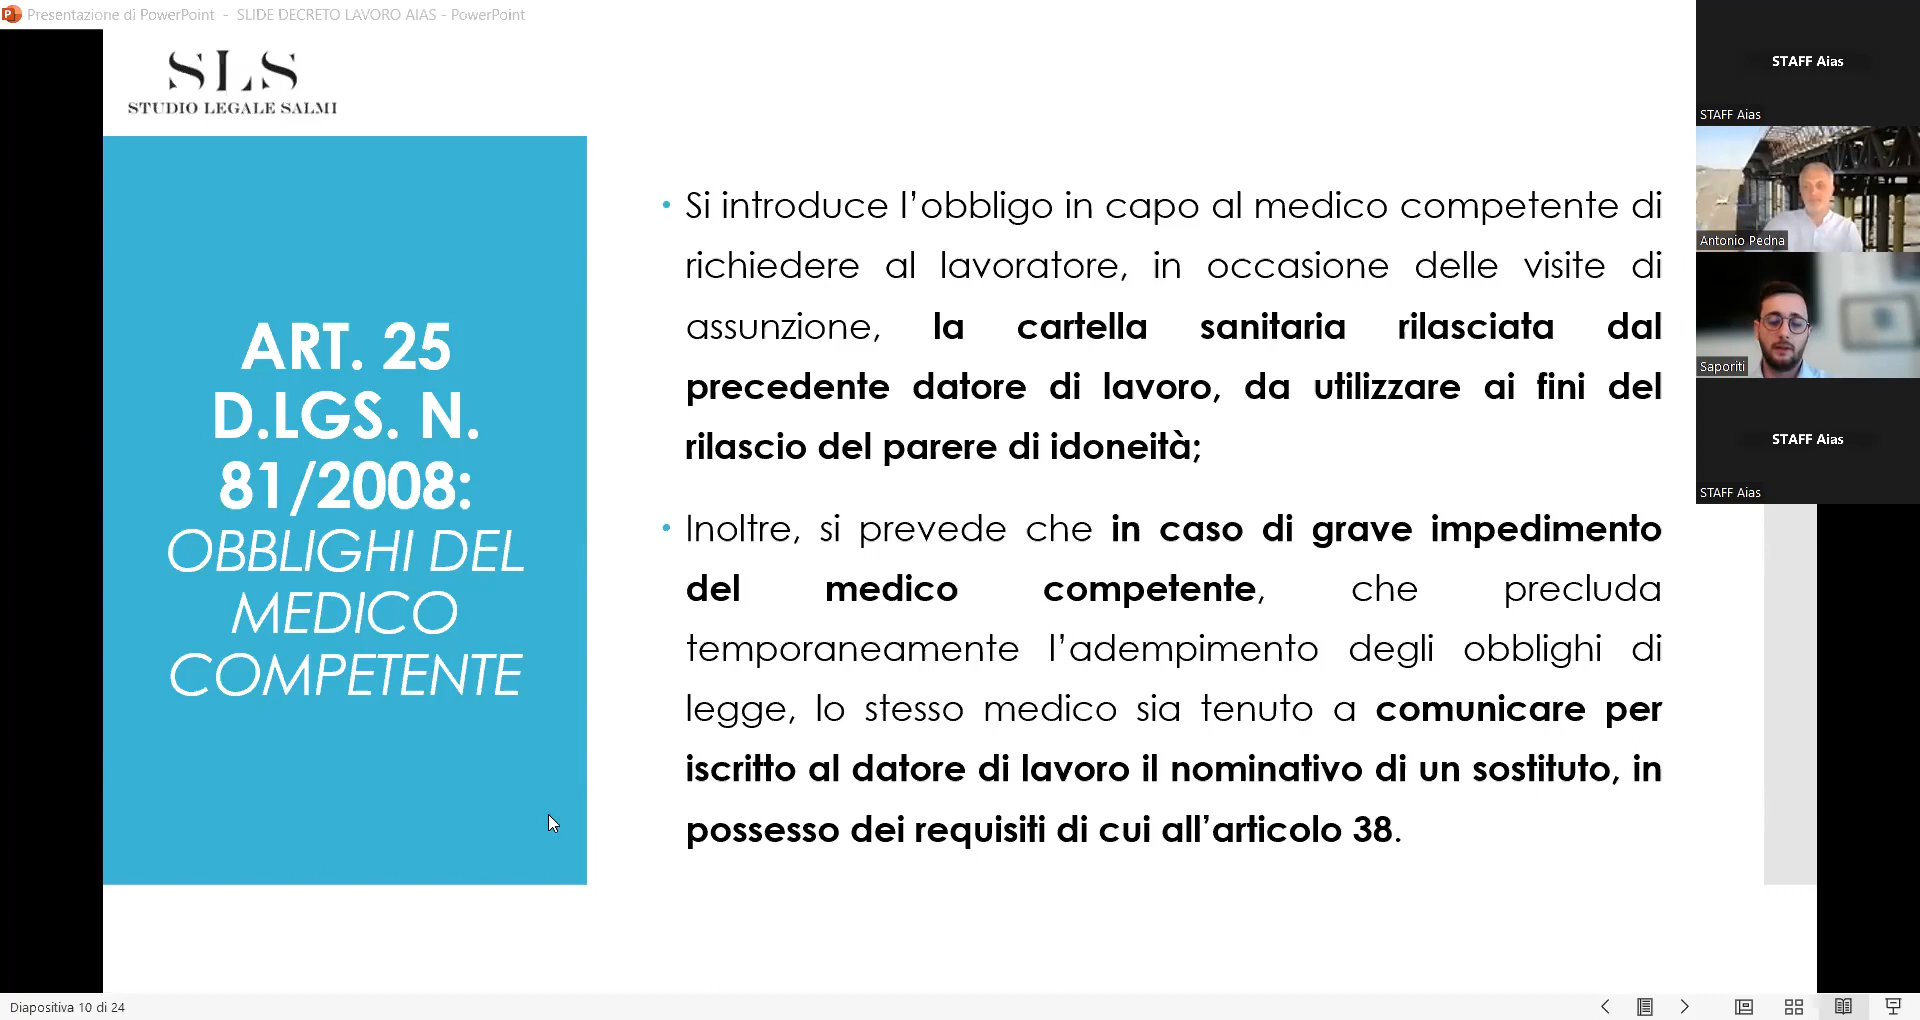 Presentazione di PowerPoint - SLIDE DECRETO LAVORO AIAS - PowerPoint
SLS
STUDIO LEGALE SALMI
ART. 25
D.LGS. N.
81/2008:
OBBLIGHI DEL
MEDICO
COMPETENTE
• Si introduce l’obbligo in capo al medico competente di
richiedere al lavoratore, in occasione delle visite di
assunzione, la cartella sanitaria rilasciata dal
precedente datore di lavoro, da utilizzare ai fini del
rilascio del parere di idoneità;
• Inoltre, si prevede che in caso di grave impedimento
del medico competente, che precluda
temporaneamente l’adempimento degli obblighi di
legge, lo stesso medico sia tenuto a comunicare per
iscritto al datore di lavoro il nominativo di un sostituto, in
possesso dei requisiti di cui all’articolo 38.
STAFF Aias
STAFF Aias
Antonio Pedna
Saporiti
STAFF Aias
STAFF Aias
Diapositiva 10 di 24